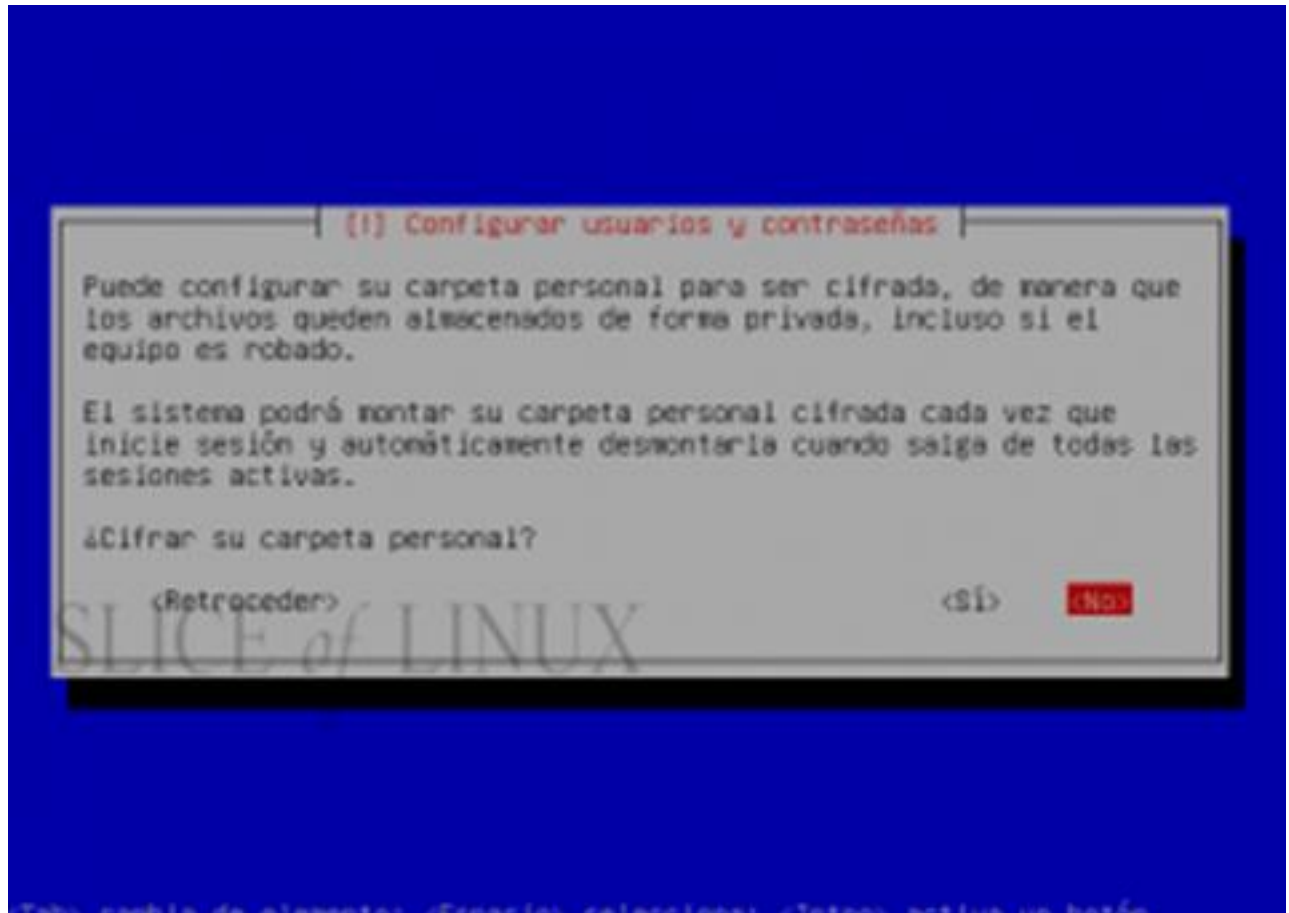 [!] Configurar usuarios y contraseñas
Puede configurar su carpeta personal para ser cifrada, de manera que
los archivos queden almacenados de forma privada, incluso si el
equipo es robado.
El sistema podrá montar su carpeta personal cifrada cada vez que
inicie sesión y automáticamente desmontarla cuando salga de todas las
sesiones activas.
¿Cifrar su carpeta personal?
<Retroceder> <Sí> <No>
SLICE of LINUX